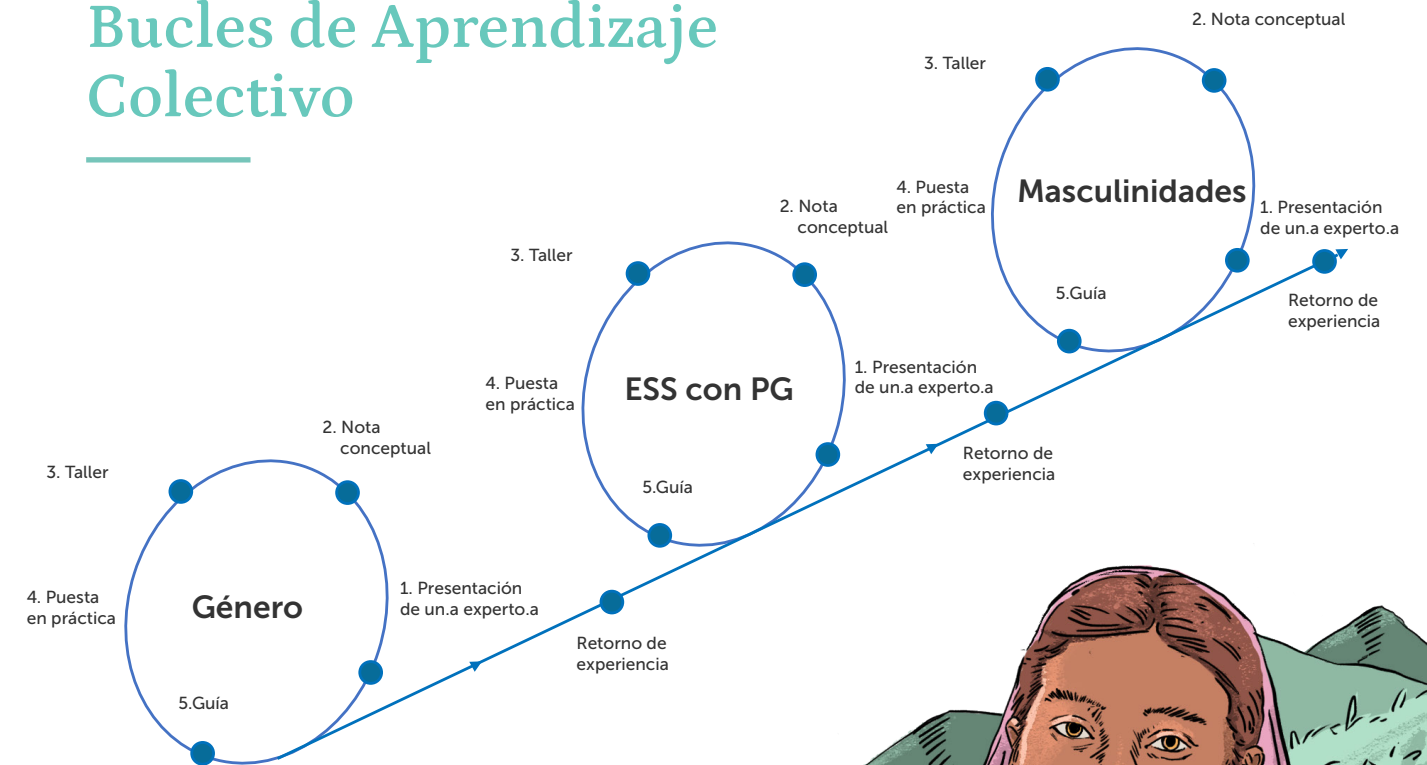 Bucles de Aprendizaje
Colectivo
2. Nota conceptual
3. Taller
4. Puesta
en práctica
Masculinidades
1. Presentación
de un.a experto.a
5.Guía
Retorno de
experiencia
2. Nota
conceptual
3. Taller
4. Puesta
en práctica
ESS con PG
1. Presentación
de un.a experto.a
5.Guía
Retorno de
experiencia
2. Nota
conceptual
3. Taller
4. Puesta
en práctica
Género
1. Presentación
de un.a experto.a
5.Guía
Retorno de
experiencia